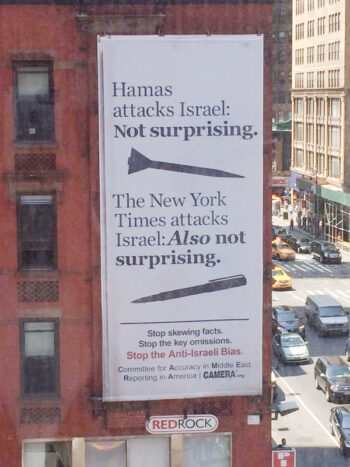 Hamas
attacks Israel:
Not surprising.
The New York
Times attacks
Israel: Also not
surprising.
Stop skewing facts.
Stop the key omissions.
Stop the Anti-Israeli Bias.
Committee for Accuracy in Middle East
Reporting in America | CAMERA.org
REDROCK